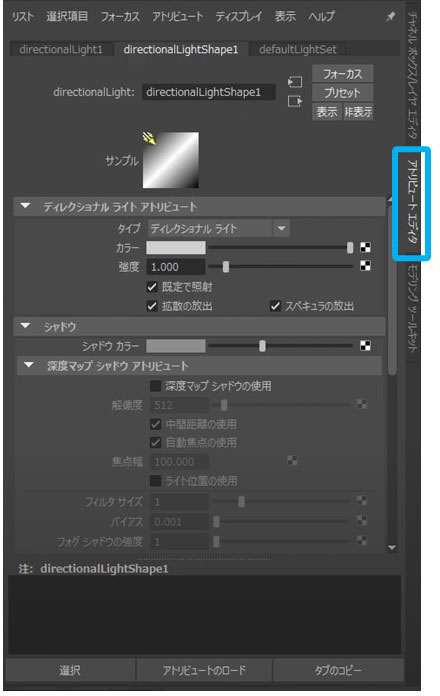 リスト 選択項目 フォーカス アトリビュート ディスプレイ 表示 ヘルプ
directionalLight1 directionalLightShape1 defaultLightSet
フォーカス
directionalLight: directionalLightShape1 プリセット
表示 非表示
サンプル
ディレクショナル ライト アトリビュート
タイプ ディレクショナル ライト
カラー
強度 1.000
既定で照射
拡散の放出 スペキュラの放出
シャドウ
シャドウ カラー
深度マップ シャドウ アトリビュート
深度マップ シャドウの使用
解像度 512
中間距離の使用
自動焦点の使用
焦点幅 100.000
ライト位置の使用
フィルタ サイズ 1
バイアス 0.001
フォグ シャドウの強度 1
注: directionalLightShape1
選択 アトリビュートのロード タブのコピー
チャネル ボックス/レイヤ エディタ
アトリビュート エディタ
モデリング ツールキット